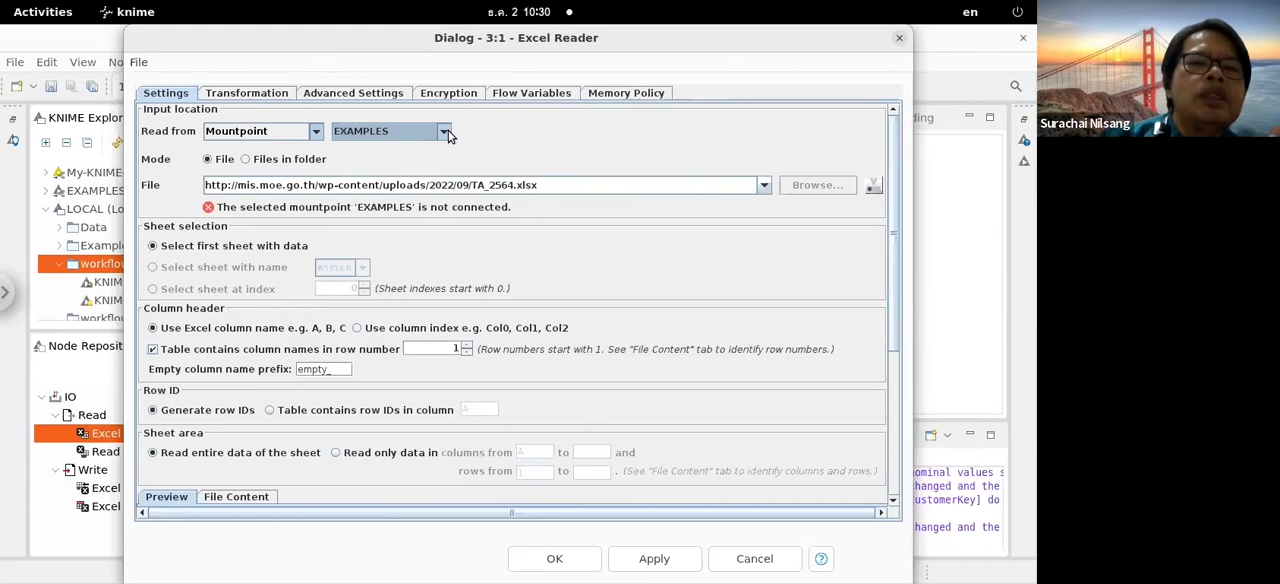 Activities knime ธ.ค. 2 10:30 en
Dialog - 3:1 - Excel Reader
File Edit View No
File
Settings Transformation Advanced Settings Encryption Flow Variables Memory Policy
Input location
Read from Mountpoint EXAMPLES
Mode File Files in folder
File http://mis.moe.go.th/wp-content/uploads/2022/09/TA_2564.xlsx Browse...
The selected mountpoint 'EXAMPLES' is not connected.
Sheet selection
Select first sheet with data
Select sheet with name
Select sheet at index 0 (Sheet indexes start with 0.)
Column header
Use Excel column name e.g. A, B, C Use column index e.g. Col0, Col1, Col2
Table contains column names in row number 1 (Row numbers start with 1. See "File Content" tab to identify row numbers.)
Empty column name prefix: empty_
Row ID
Generate row IDs Table contains row IDs in column A
Sheet area
Read entire data of the sheet Read only data in columns from A to and
rows from 1 to . (See "File Content" tab to identify columns and rows.)
Preview File Content
OK Apply Cancel
KNIME Explor
My-KNIME-
EXAMPLES
LOCAL (Lo
Data
Exampl
workflow
KNIM
KNIM
workflow
Node Reposit
IO
Read
Excel
Read
Write
Excel
Excel
ding
ominal values s
changed and the
ustomerKey] do
changed and the
Surachai Nilsang